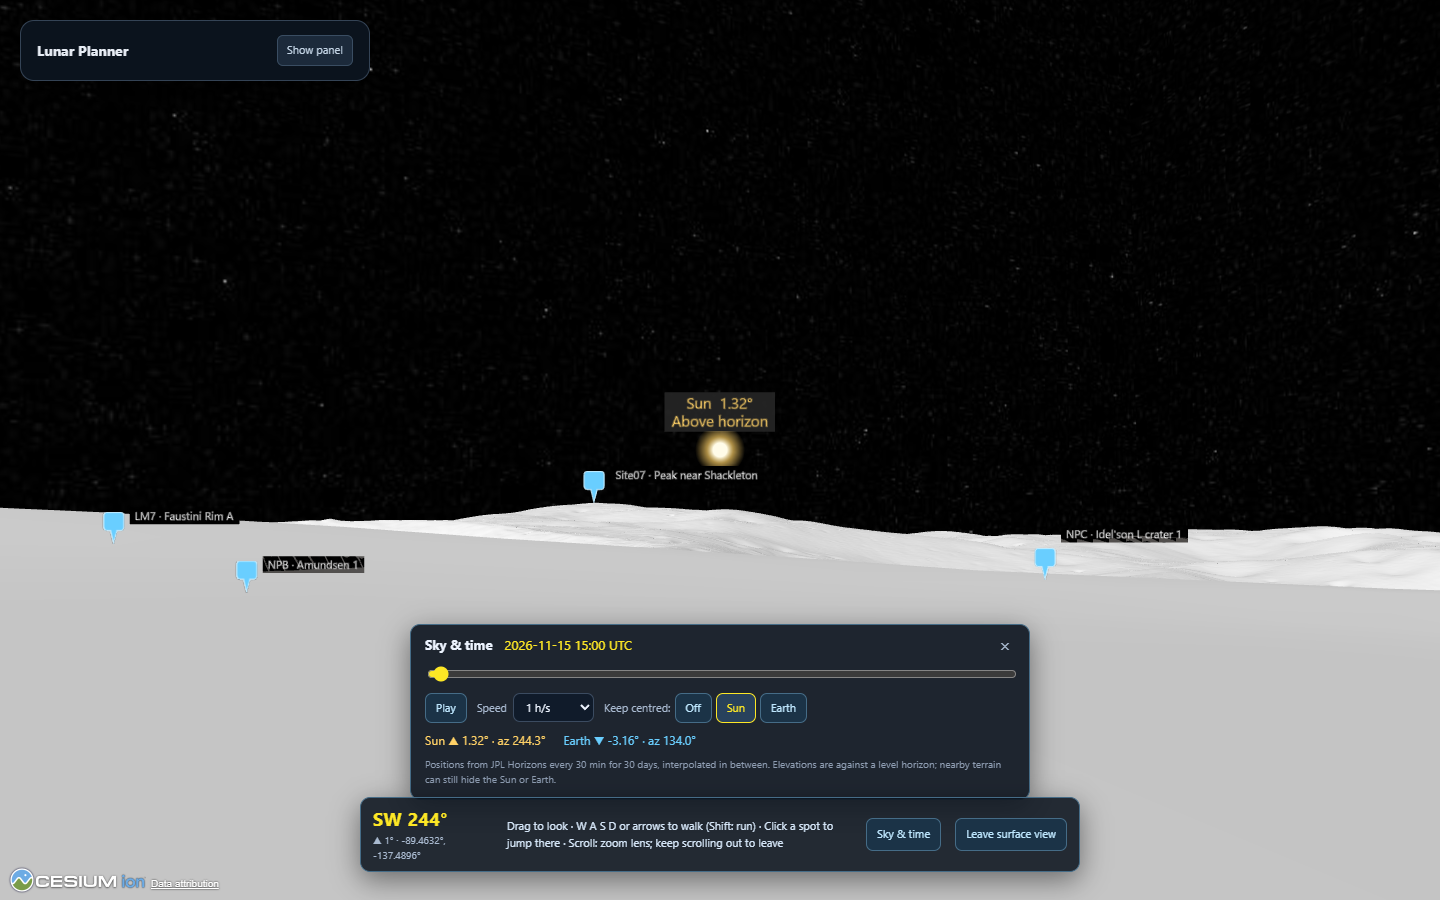 Lunar Planner
Show panel
Sun 1.32°
Above horizon
Site07 · Peak near Shackleton
LM7 · Faustini Rim A
NPB · Amundsen 1
NPC · Idel'son L crater 1
Sky & time 2026-11-15 15:00 UTC ×
Play Speed 1 h/s Keep centred: Off Sun Earth
Sun ▲ 1.32° · az 244.3° Earth ▼ -3.16° · az 134.0°
Positions from JPL Horizons every 30 min for 30 days, interpolated in between. Elevations are against a level horizon; nearby terrain
can still hide the Sun or Earth.
SW 244°
▲ 1° · -89.4632°,
-137.4896°
Drag to look · W A S D or arrows to walk (Shift: run) · Click a spot to
jump there · Scroll: zoom lens; keep scrolling out to leave
Sky & time
Leave surface view
CESIUM ion Data attribution